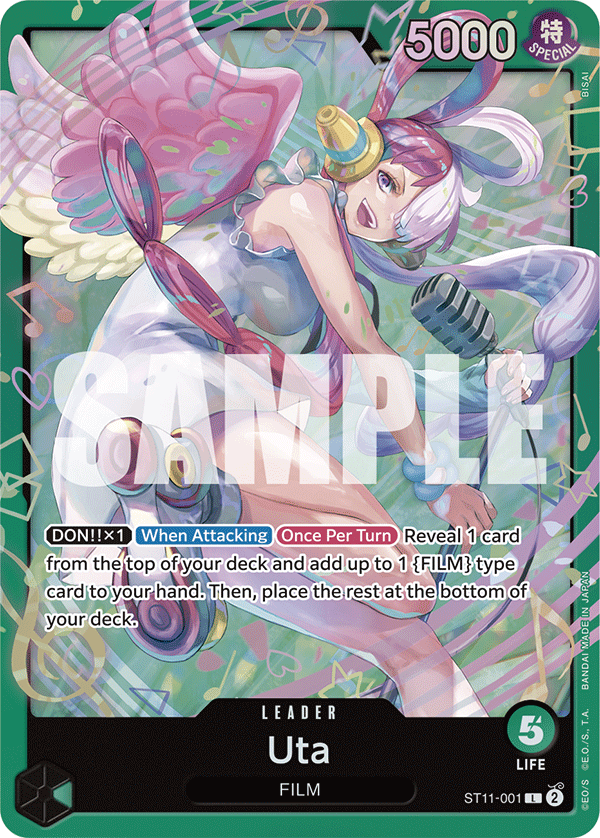 5000 特
SPECIAL
BISAI
SAMPLE
DON!!×1 When Attacking Once Per Turn Reveal 1 card
from the top of your deck and add up to 1 {FILM} type
card to your hand. Then, place the rest at the bottom of
your deck.
©EO/S ©E.O./S., T.A. BANDAI MADE IN JAPAN
LEADER
5
Uta
LIFE
FILM
ST11-001 L 2